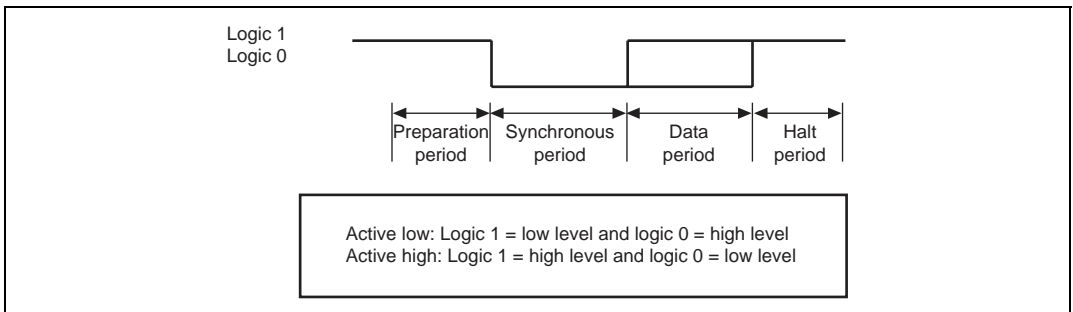 Logic 1
Logic 0
Preparation period
Synchronous period
Data period
Halt period
Active low: Logic 1 = low level and logic 0 = high level
Active high: Logic 1 = high level and logic 0 = low level